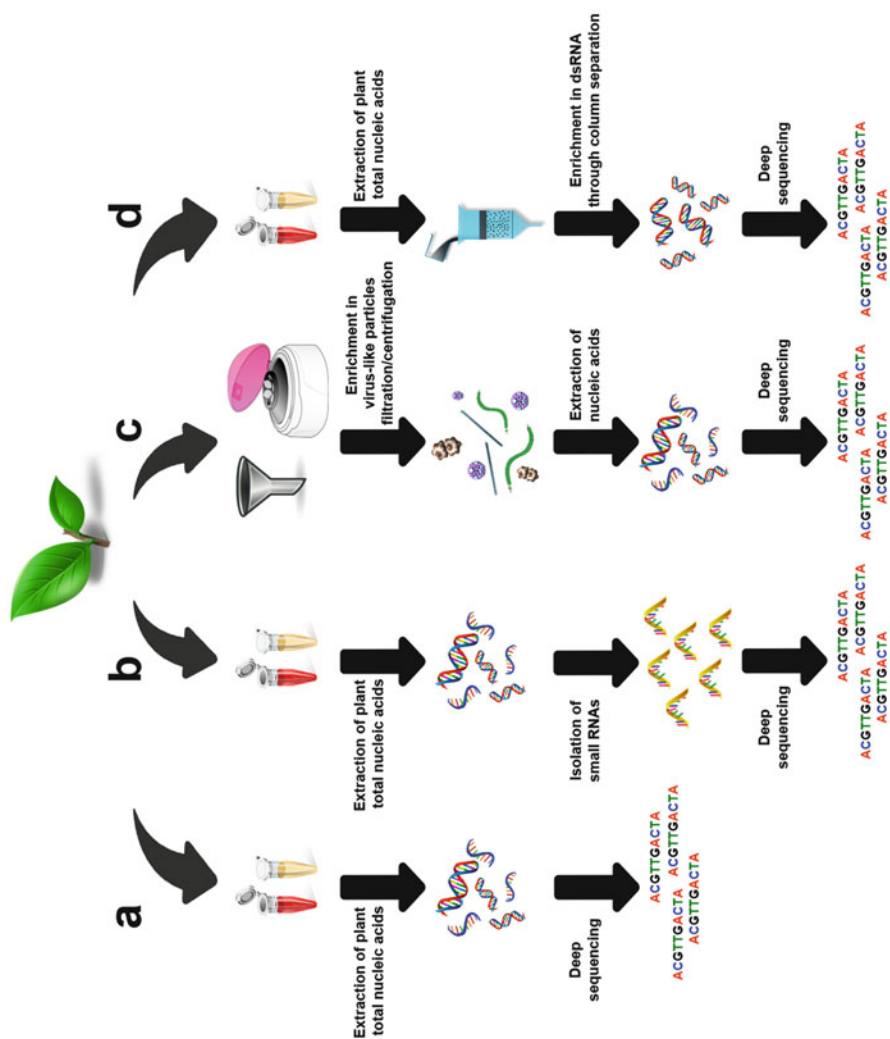 a
Extraction of plant
total nucleic acids
Deep
sequencing
ACGTTGACTA
ACGTTGACTA ACGTTGACTA
ACGTTGACTA
b
Extraction of plant
total nucleic acids
Isolation of
small RNAs
Deep
sequencing
ACGTTGACTA
ACGTTGACTA ACGTTGACTA
ACGTTGACTA
c
Enrichment in
virus-like particles
filtration/centrifugation
Extraction of
nucleic acids
Deep
sequencing
ACGTTGACTA
ACGTTGACTA ACGTTGACTA
ACGTTGACTA
d
Extraction of plant
total nucleic acids
Enrichment in dsRNA
through column separation
Deep
sequencing
ACGTTGACTA
ACGTTGACTA ACGTTGACTA
ACGTTGACTA